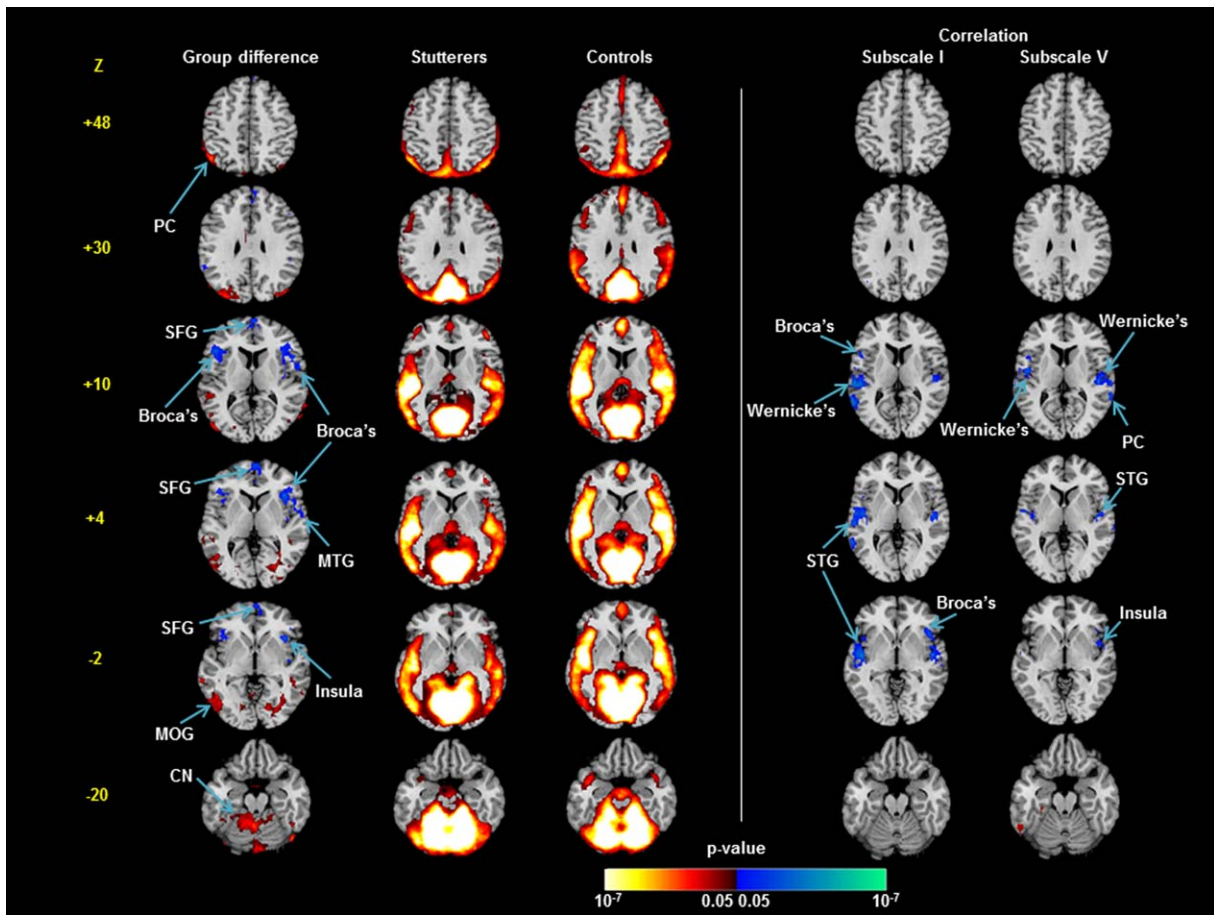 Correlation
Z Group difference Stutterers Controls Subscale I Subscale V
+48
PC
+30
SFG
Broca's
Wernicke's
+10
Broca's
Wernicke's
Broca's
Wernicke's
PC
SFG
STG
+4
MTG
STG
SFG
Broca's
Insula
-2
Insula
MOG
CN
-20
p-value
10-7 0.05 0.05 10-7